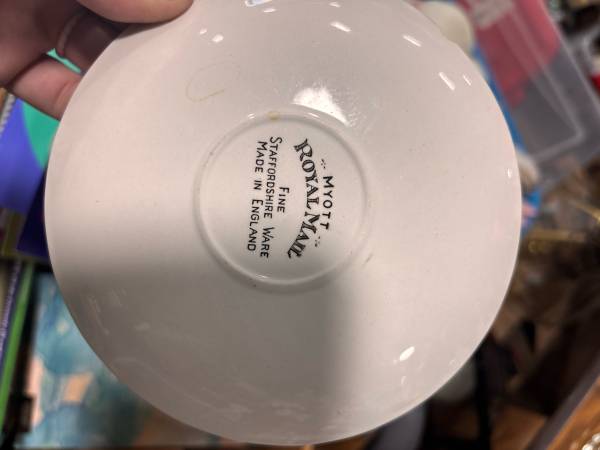 MYOTT
ROYAL MAIL
FINE
STAFFORDSHIRE WARE
MADE IN ENGLAND